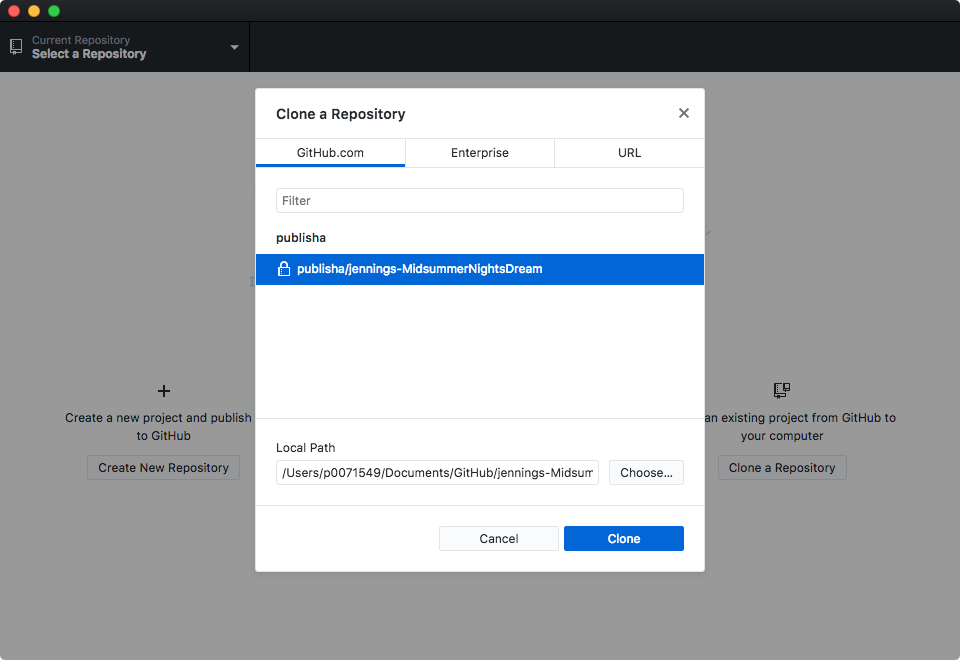 Current Repository
Select a Repository
Clone a Repository
GitHub.com
Enterprise
URL
Filter
publisha
publisha/jennings-MidsummerNightsDream
Create a new project and publish
to GitHub
Create New Repository
an existing project from GitHub to
your computer
Clone a Repository
Local Path
/Users/p0071549/Documents/GitHub/jennings-Midsum
Choose...
Cancel
Clone